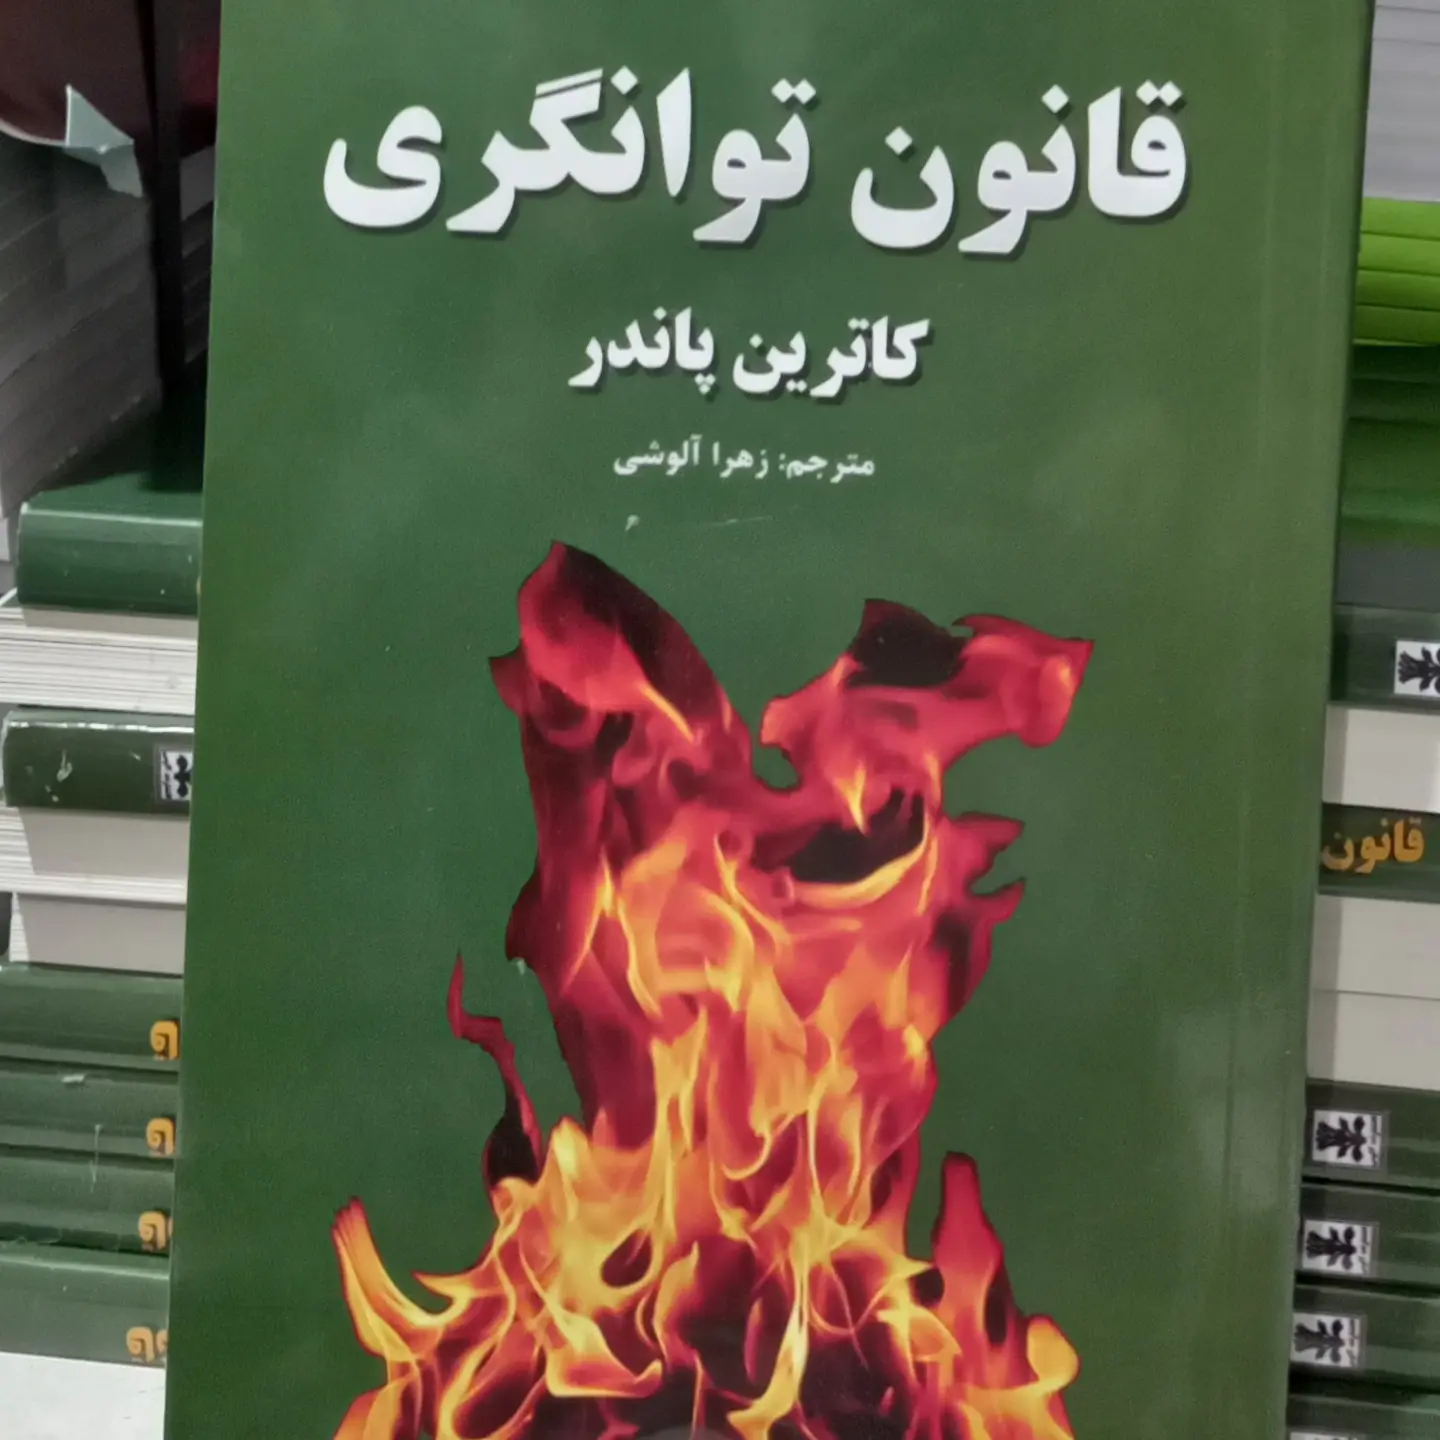 قانون توانگری
کاترین پاندر
مترجم: زهرا آلوشی
قانون